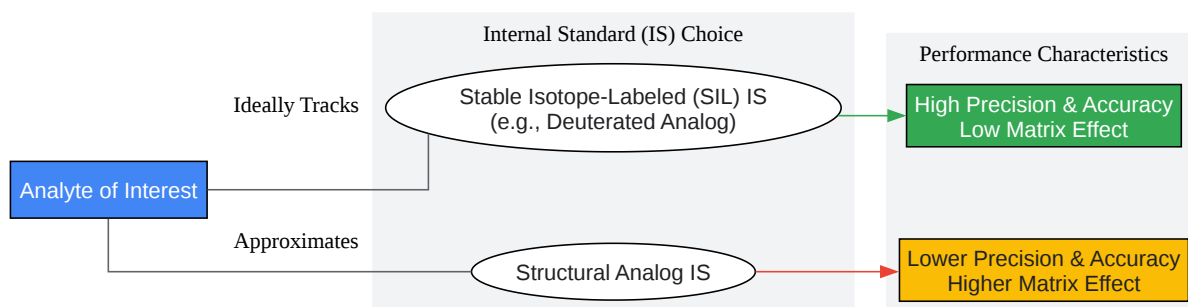 Internal Standard (IS) Choice
Performance Characteristics
Ideally Tracks
Stable Isotope-Labeled (SIL) IS
(e.g., Deuterated Analog)
High Precision & Accuracy
Low Matrix Effect
Analyte of Interest
Approximates
Structural Analog IS
Lower Precision & Accuracy
Higher Matrix Effect